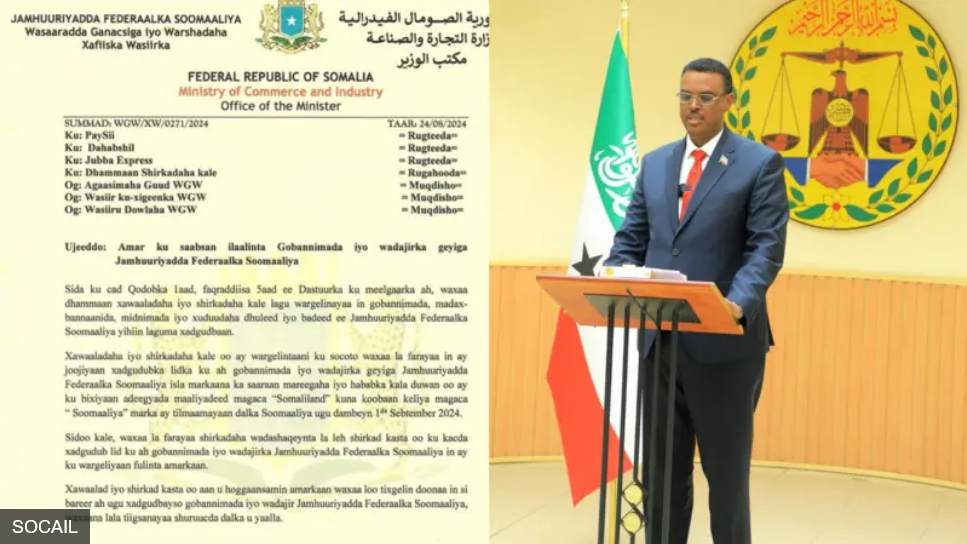 JAMHUURIYADDA FEDERAALKA SOOMAALIYA
Wasaaradda Ganacsiga iyo Warshadaha
Xafiiska Wasiirka
ورية الصومال الفيدرالية
زارة التجارة والصناعة
مكتب الوزير
FEDERAL REPUBLIC OF SOMALIA
Ministry of Commerce and Industry
Office of the Minister
SUMMAD: WGW/XW/0271/2024 TAAR: 24/08/2024
Ku: PaySii = Rugteeda=
Ku: Dahabshil = Rugteeda=
Ku: Jubba Express = Rugteeda=
Ku: Dhammaan Shirkadaha kale = Rugahooda=
Og: Agaasimaha Guud WGW = Muqdisho=
Og: Wasiir ku-xigeenka WGW = Muqdisho=
Og: Wasiiru Dowlaha WGW = Muqdisho=
Ujeeddo: Amar ku saabsan ilaalinta Gobannimada iyo wadajirka geyiga
Jamhuuriyadda Federaalka Soomaaliya
Sida ku cad Qodobka 1aad, faqraddiisa 5aad ee Dastuurka ku meelgaarka ah, waxaa
dhammaan xawaaladaha iyo shirkadaha kale lagu wargelinayaa in gobannimada, madax-
bannaanida, midnimada iyo xuduudaha dhuleed iyo badeed ee Jamhuuriyadda Federaalka
Soomaaliya yihiin laguma xadgudbaan.
Xawaaladaha iyo shirkadaha kale oo ay wargelintaani ku socoto waxaa la farayaa in ay
joojiyaan xadgudubka lidka ku ah gobannimada iyo wadajirka geyiga Jamhuuriyadda
Federaalka Soomaaliya isla markaana ka saaraan mareegaha iyo hababka kala duwan oo ay
ku bixiyaan adeegyada maaliyadeed magaca “Somaliland” kuna koobaan keliya magaca
“ Soomaaliya” marka ay tilmaamayaan dalka Soomaaliya ugu dambeyn 1da Sebtember 2024.
Sidoo kale, waxaa la farayaa shirkadaha wadashaqeynta la leh shirkad kasta oo ku kacda
xadgudub lid ku ah gobannimada iyo wadajirka Jamhuuriyadda Federaalka Soomaaliya in ay
ku wargeliyaan fulinta amarkaan.
Xawaalad iyo shirkad kasta oo aan u hoggaansamin amarkaan waxaa loo tixgelin doonaa in si
bareer ah ugu xadgudbayso gobannimada iyo wadajir Jamhuuriyadda Federaalka Soomaaliya,
waxaana lala tiigsanayaa shuruucda dalka u yaalla.
SOCAIL
بسم الله الرحمن الرحيم